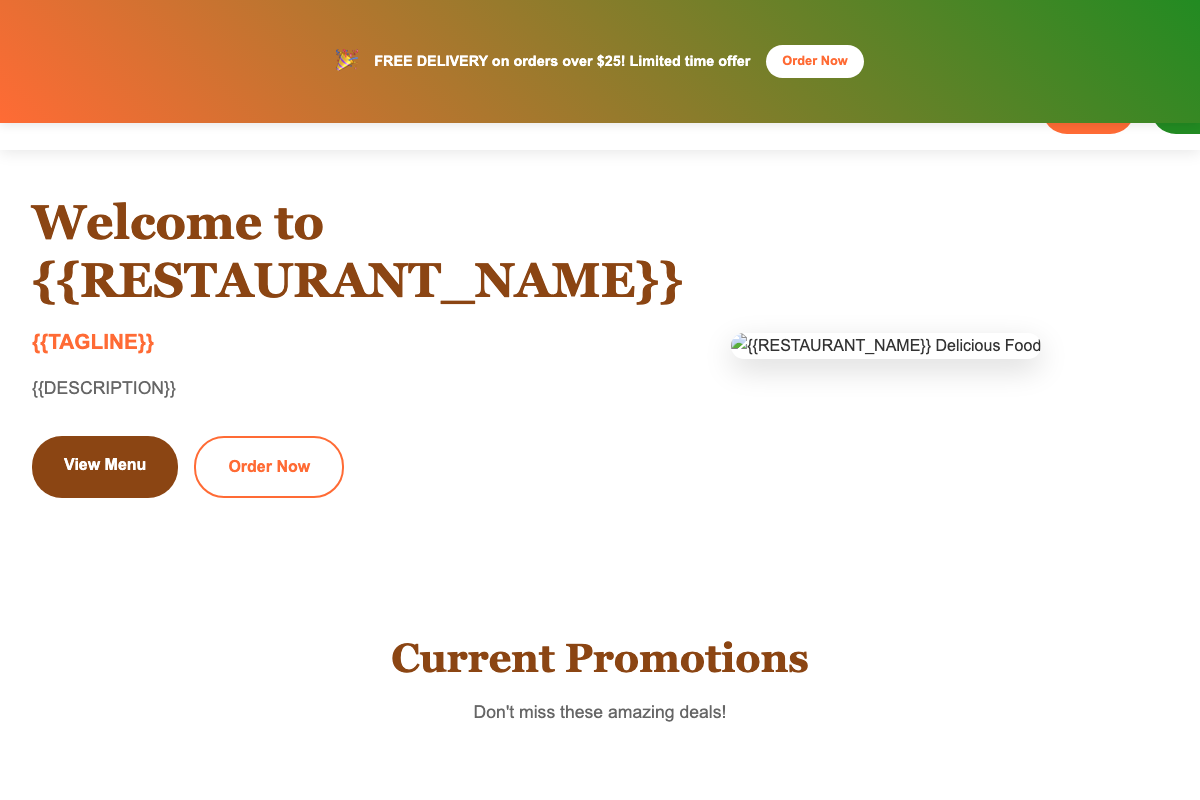 FREE DELIVERY on orders over $25! Limited time offer
Order Now
Welcome to
{{RESTAURANT_NAME}}
{{TAGLINE}}
{{RESTAURANT_NAME}} Delicious Food
{{DESCRIPTION}}
View Menu
Order Now
Current Promotions
Don't miss these amazing deals!